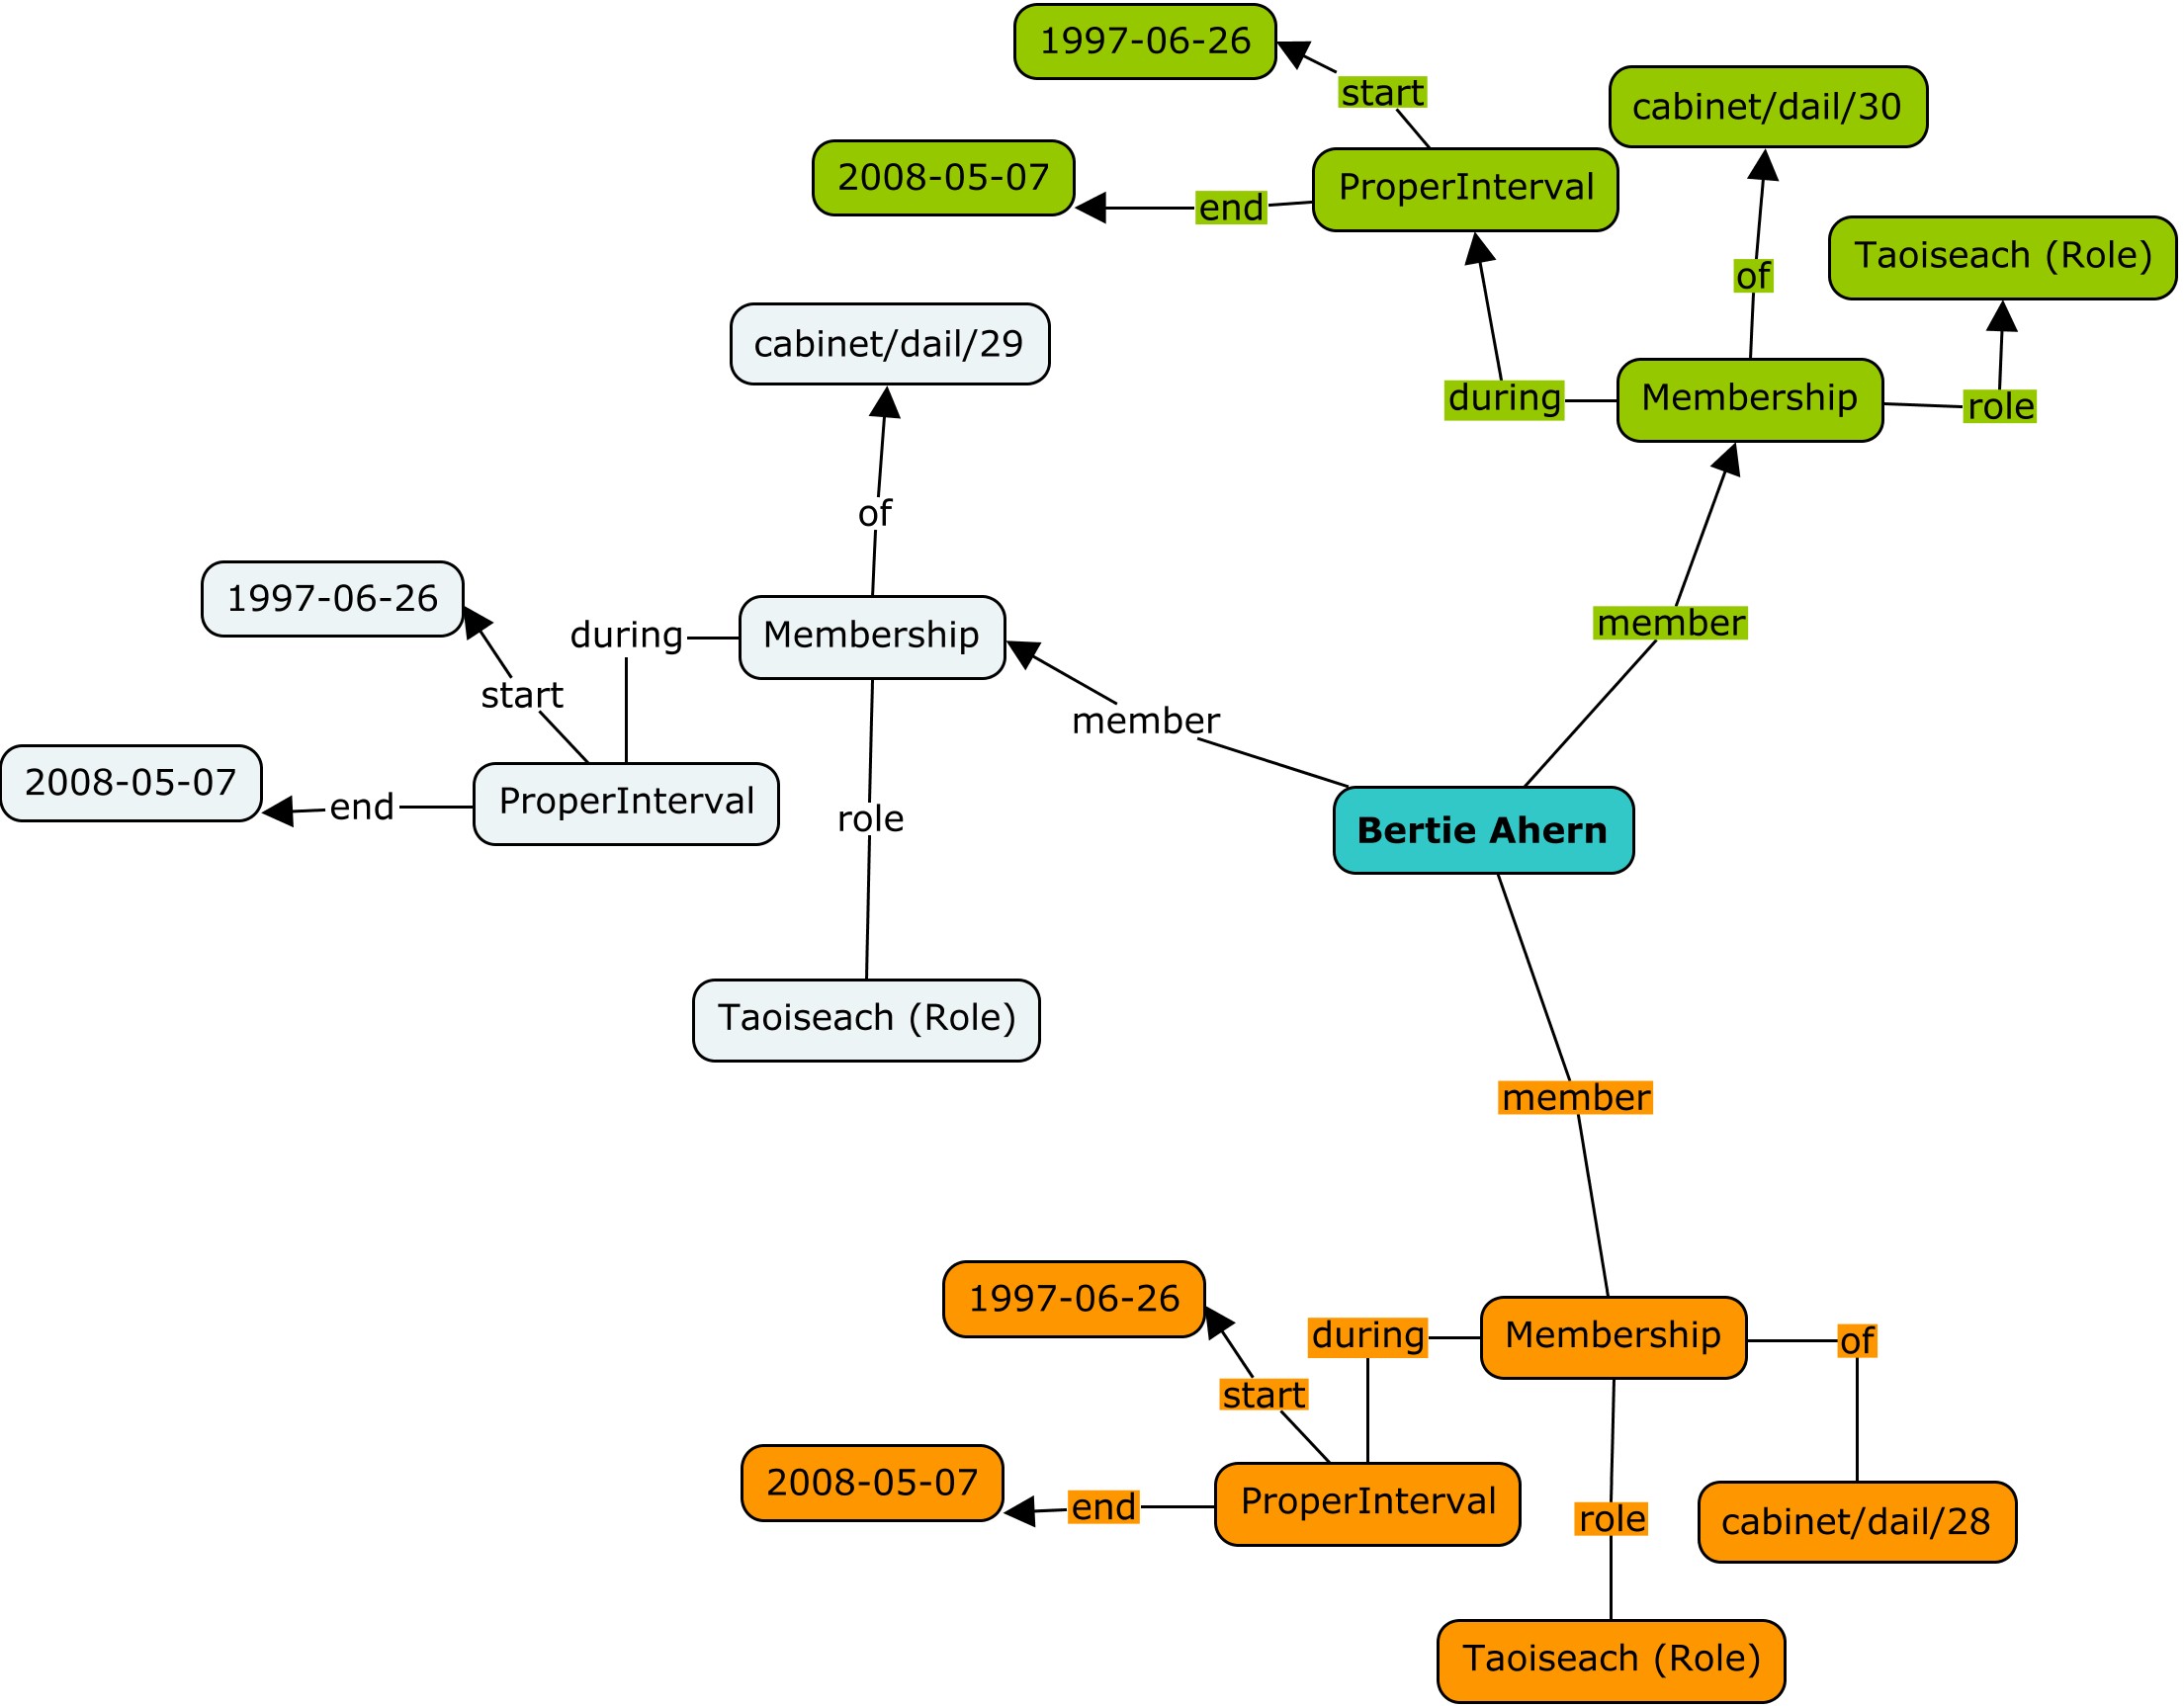 1997-06-26
start
cabinet/dail/30
2008-05-07
end
ProperInterval
of
Taoiseach (Role)
during
Membership
role
member
cabinet/dail/29
of
1997-06-26
during
Membership
start
member
2008-05-07
end
ProperInterval
role
Bertie Ahern
Taoiseach (Role)
member
1997-06-26
during
Membership
of
start
2008-05-07
end
ProperInterval
role
cabinet/dail/28
Taoiseach (Role)